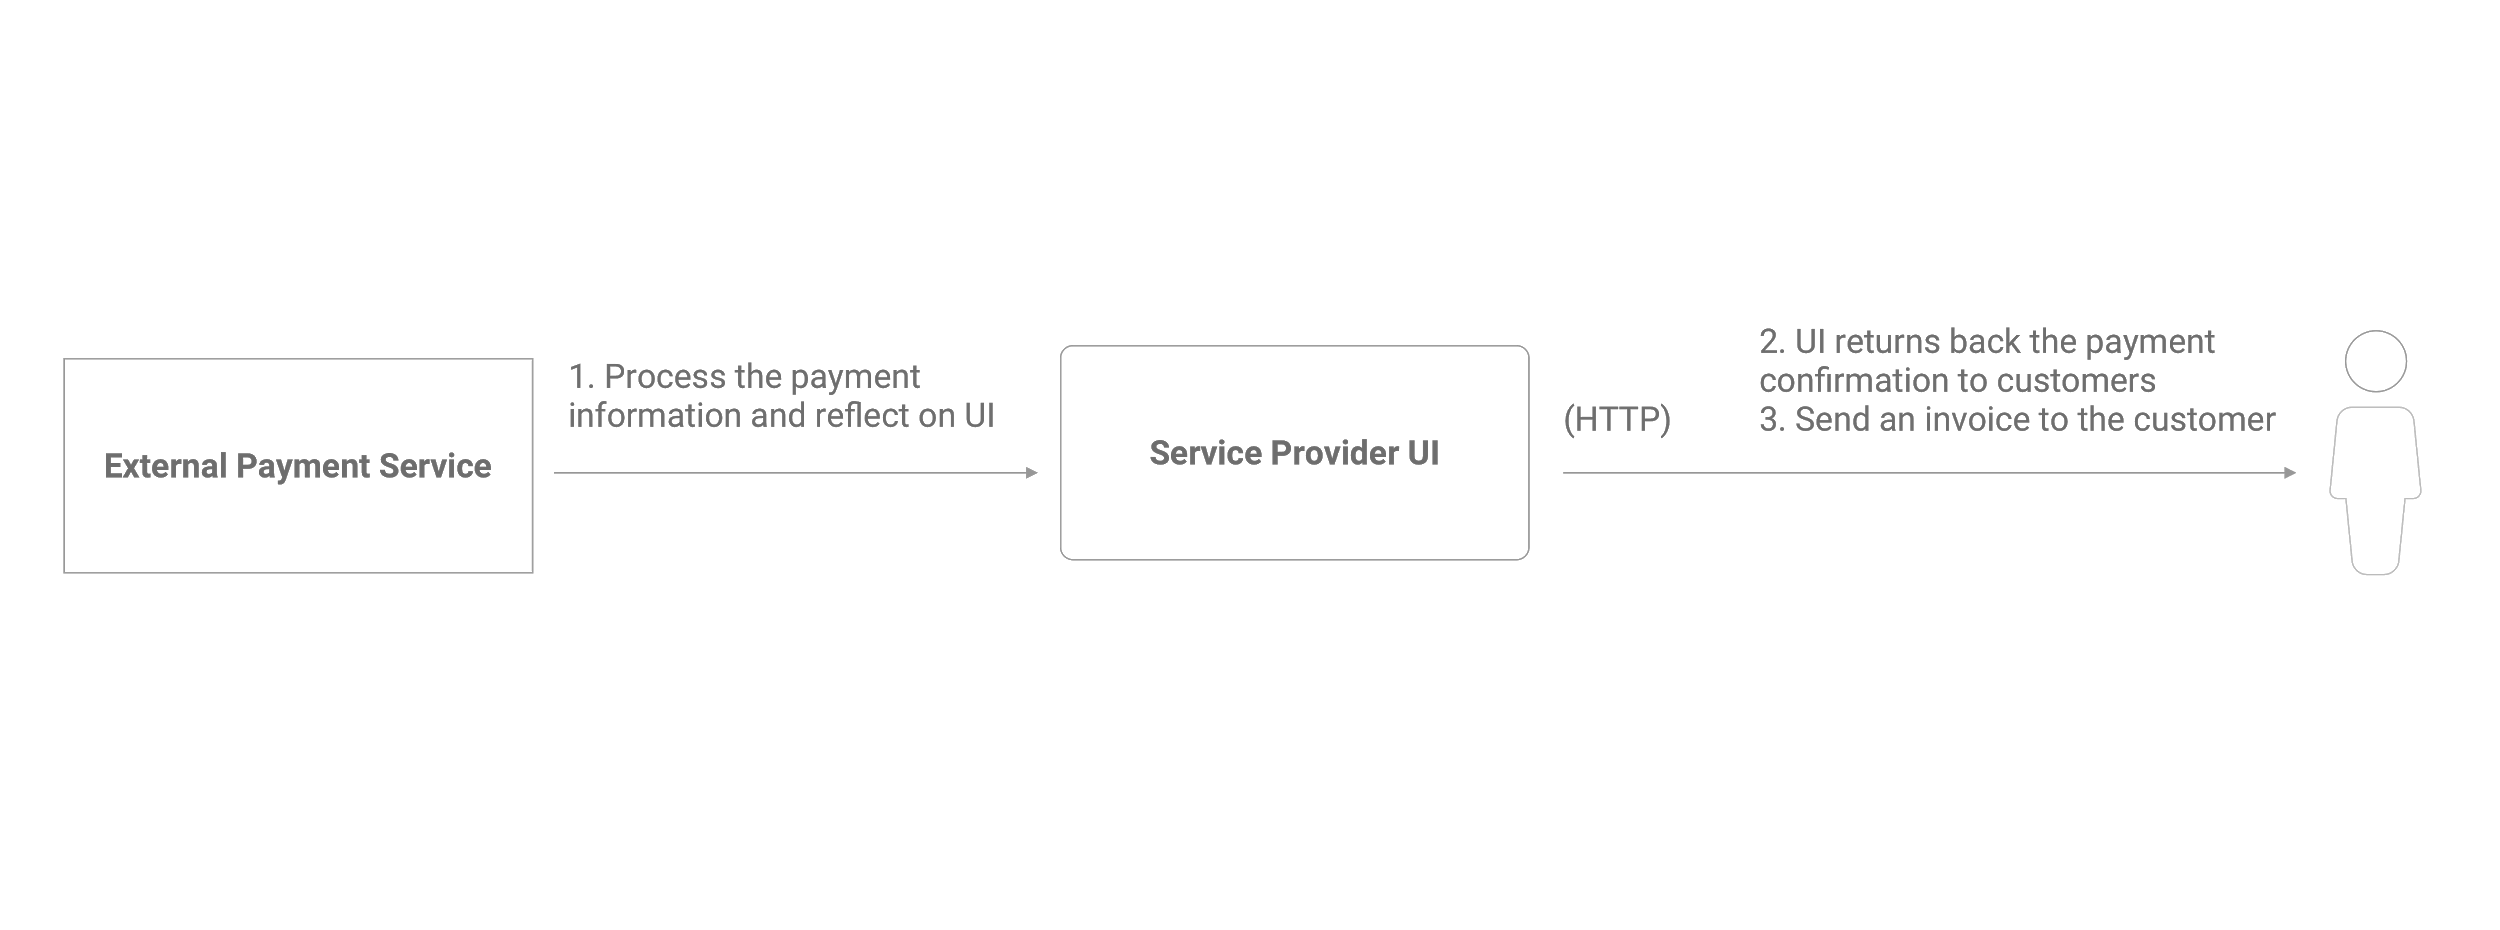 External Payment Service
1. Process the payment
information and reflect on UI
Service Provider UI
(HTTP)
2. UI returns back the payment
confirmation to customers
3. Send an invoice to the customer